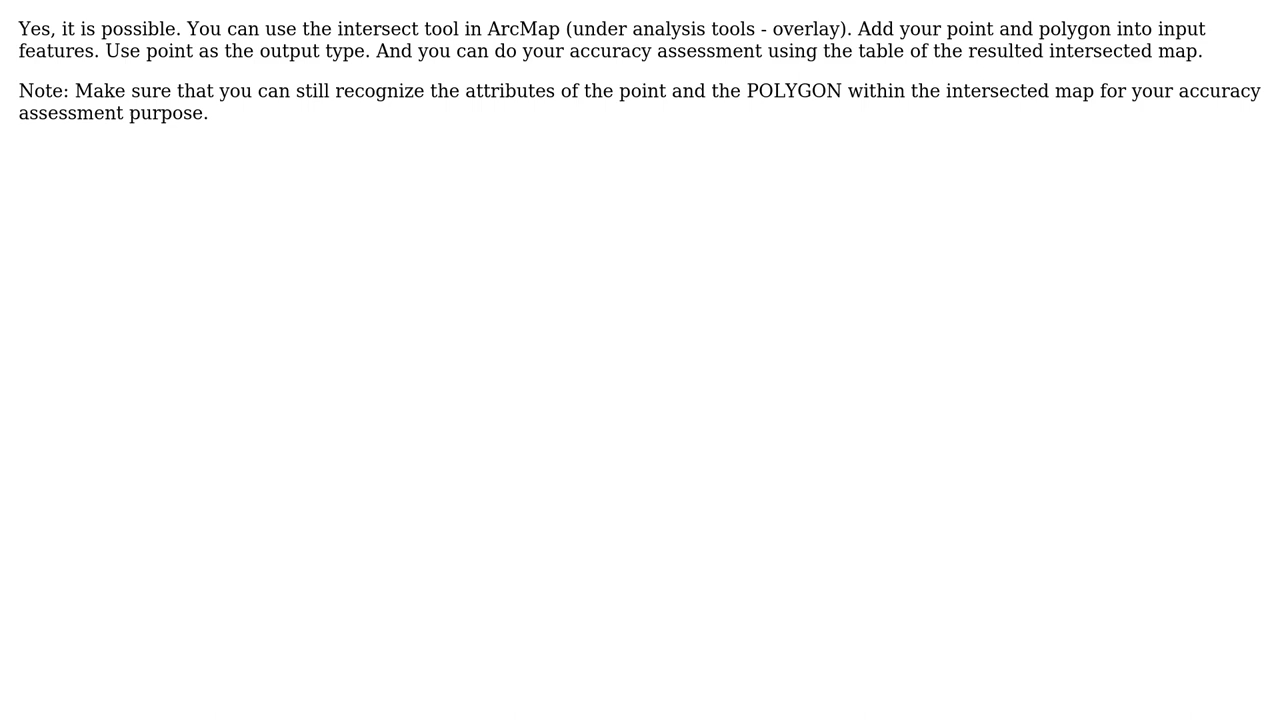 Yes, it is possible. You can use the intersect tool in ArcMap (under analysis tools - overlay). Add your point and polygon into input
features. Use point as the output type. And you can do your accuracy assessment using the table of the resulted intersected map.
Note: Make sure that you can still recognize the attributes of the point and the POLYGON within the intersected map for your accuracy
assessment purpose.